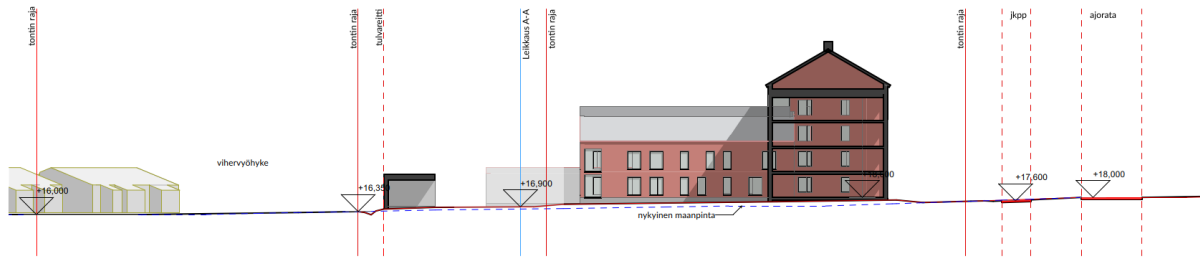 tontin raja
tontin raja
tulvareitti
Leikkaus A-A
tontin raja
tontin raja
jkpp
ajorata
vihervyöhyke
+16,000
+16,350
+16,900
+17,600
+18,000
nykyinen maanpinta